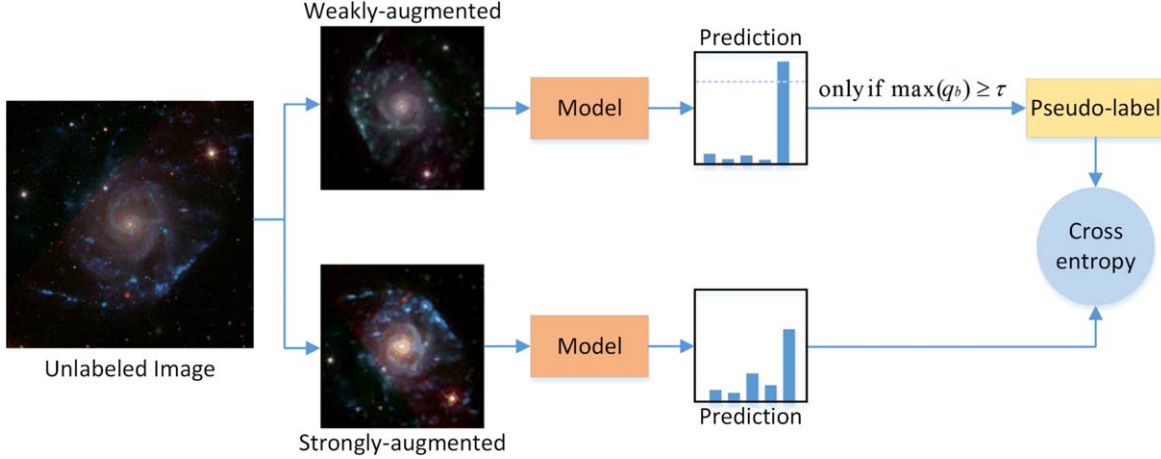 Weakly-augmented
Prediction
only if max(qb) ≥ τ
Model
Pseudo-label
Unlabeled Image
Cross
entropy
Model
Prediction
Strongly-augmented